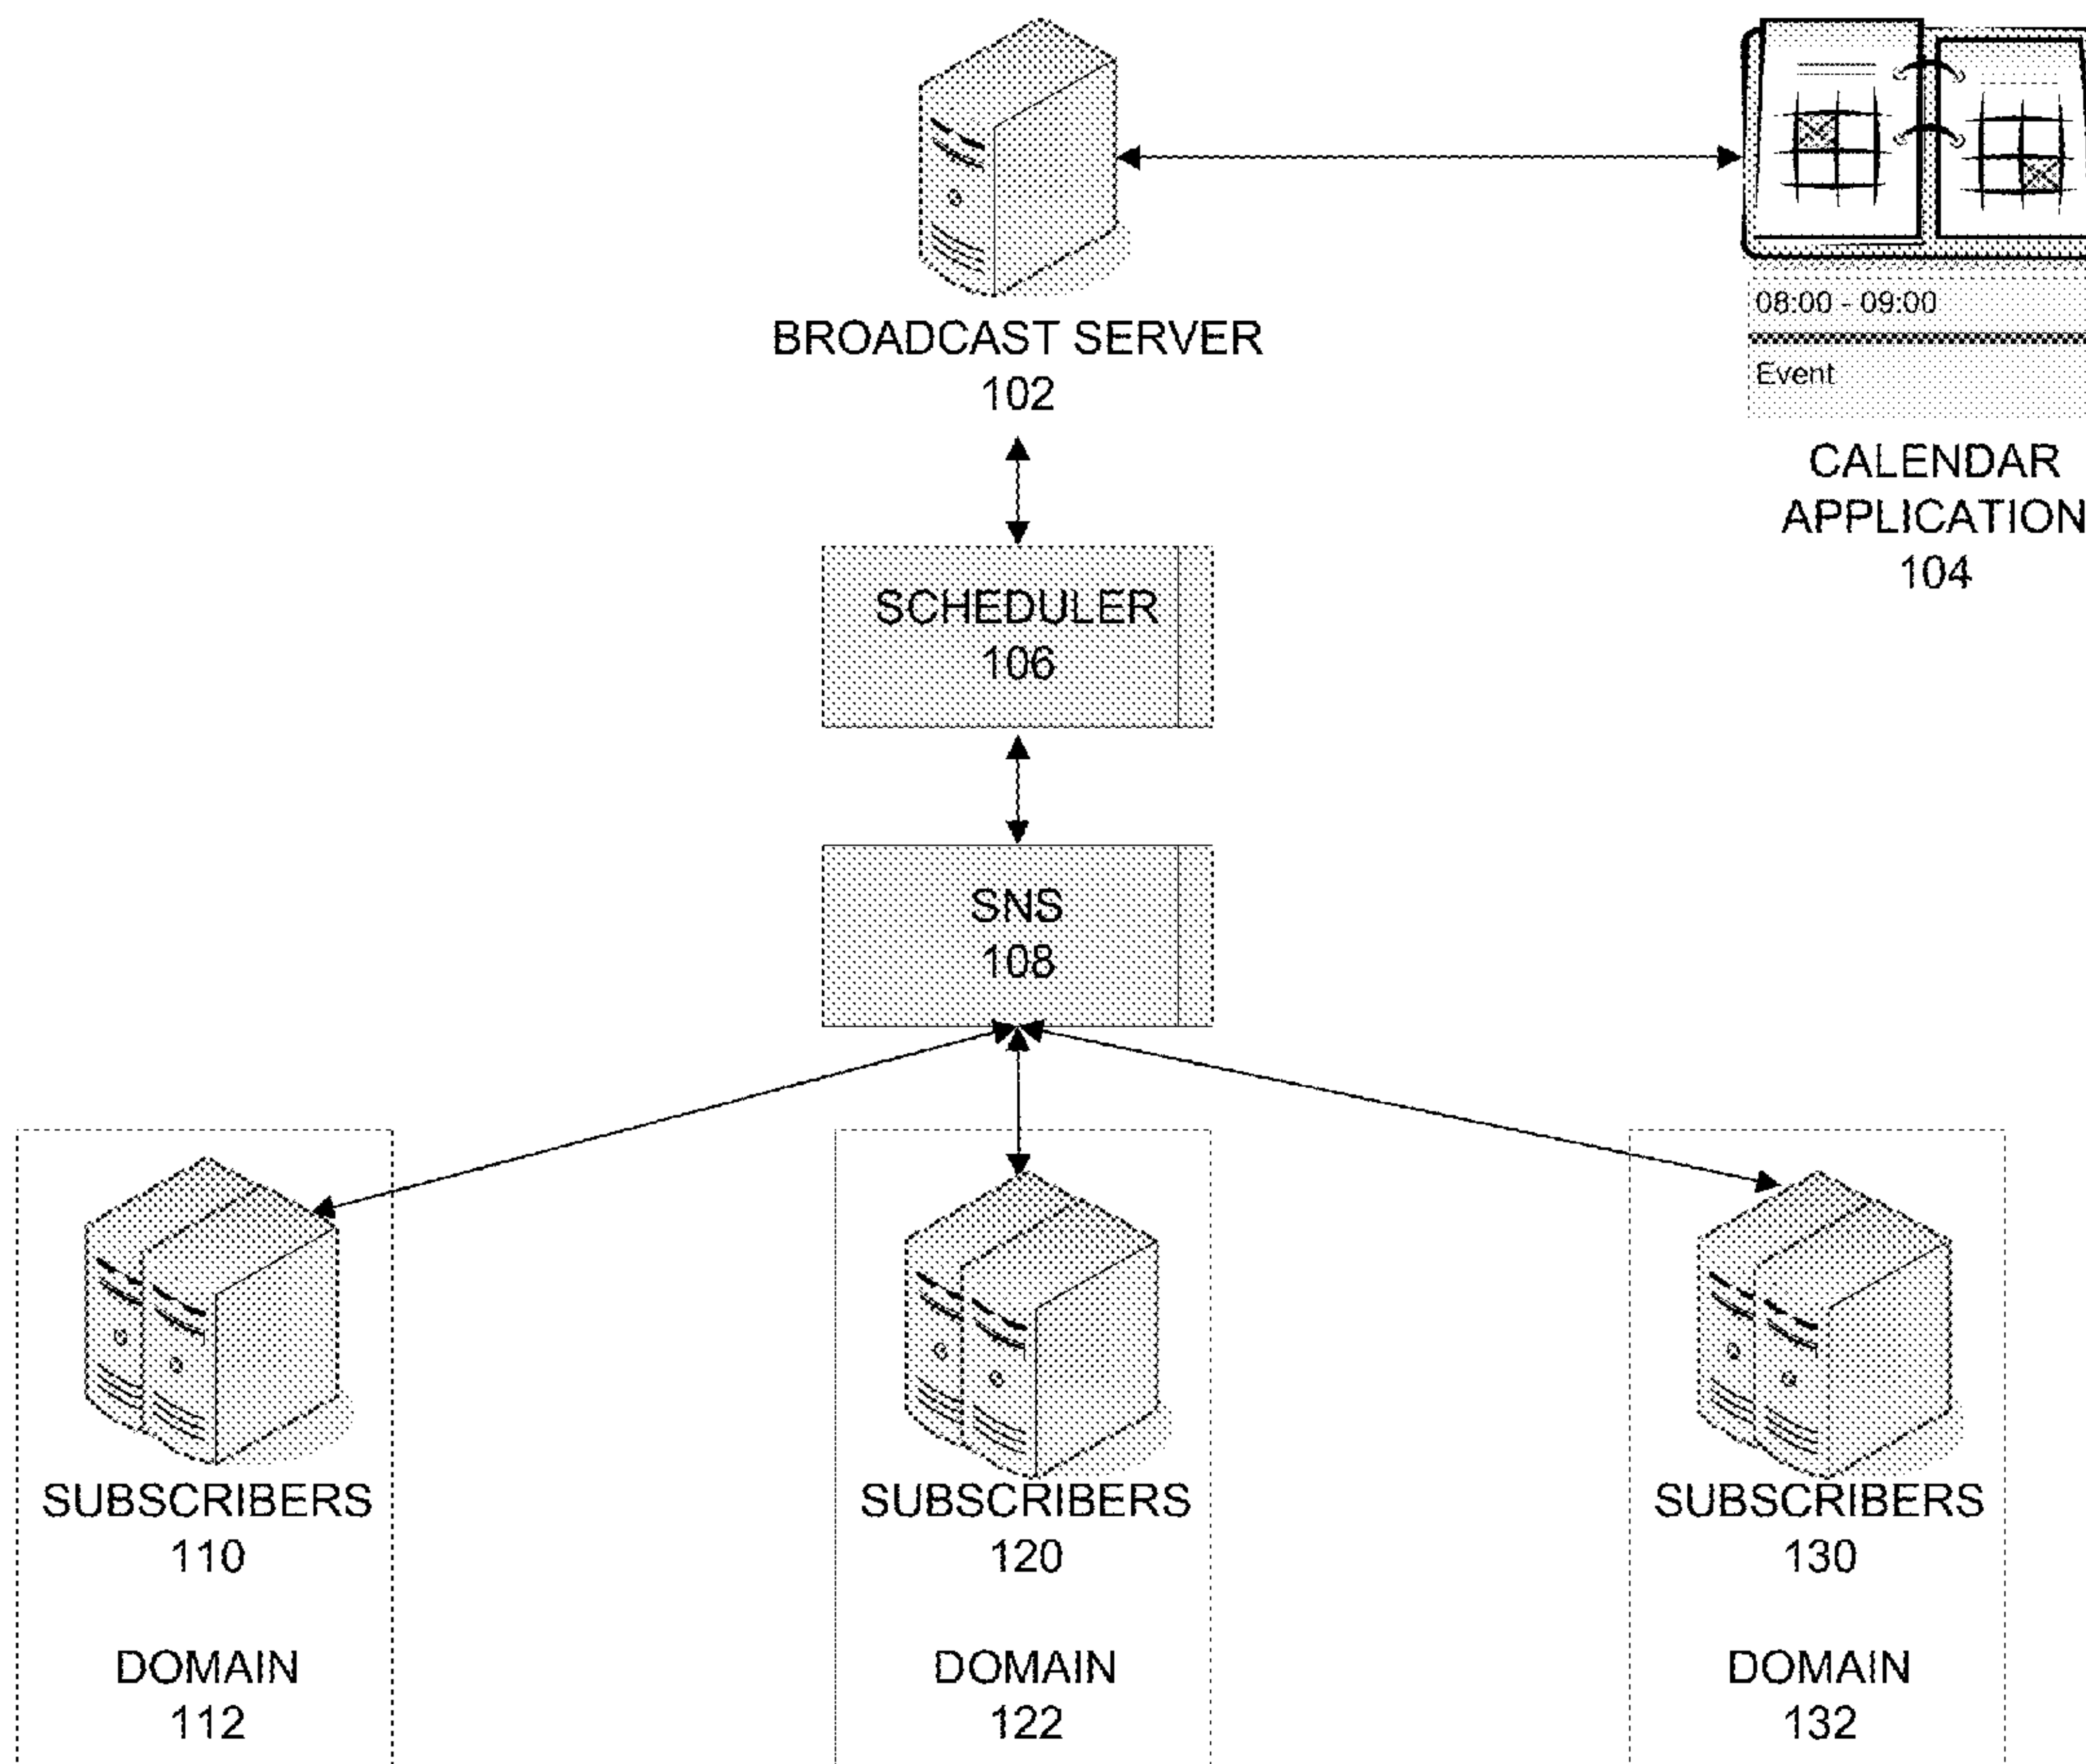 BROADCAST SERVER
102
08:00 - 09:00
Event
CALENDAR
APPLICATION
104
SCHEDULER
106
SNS
108
SUBSCRIBERS
110
DOMAIN
112
SUBSCRIBERS
120
DOMAIN
122
SUBSCRIBERS
130
DOMAIN
132